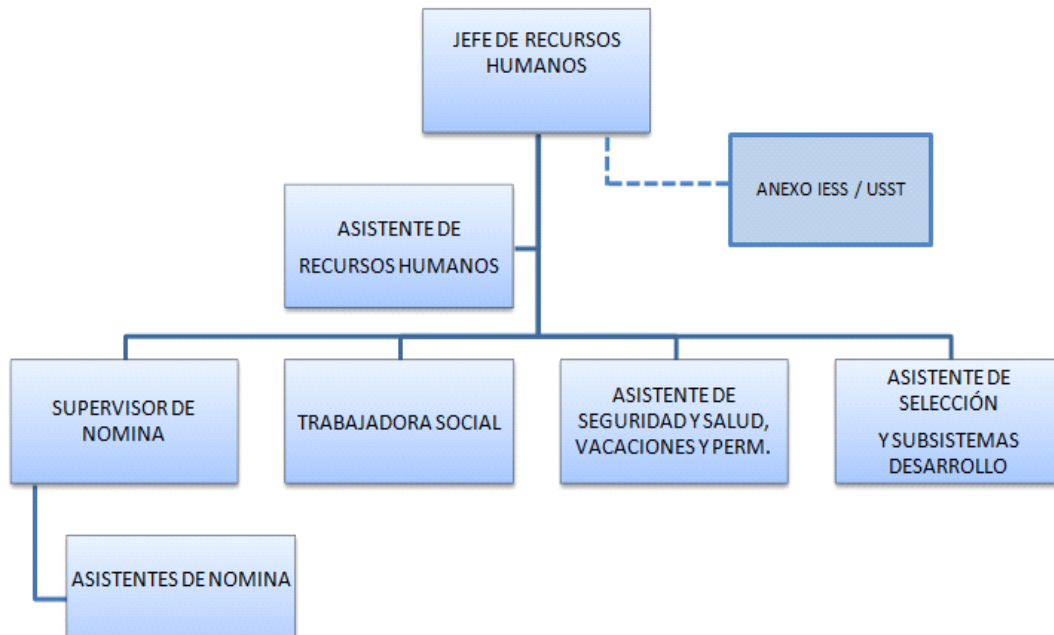 JEFE DE RECURSOS
HUMANOS
ANEXO IESS / USST
ASISTENTE DE
RECURSOS HUMANOS
SUPERVISOR DE
NOMINA
TRABAJADORA SOCIAL
ASISTENTE DE
SEGURIDAD Y SALUD,
VACACIONES Y PERM.
ASISTENTE DE
SELECCIÓN
Y SUBSISTEMAS
DESARROLLO
ASISTENTES DE NOMINA